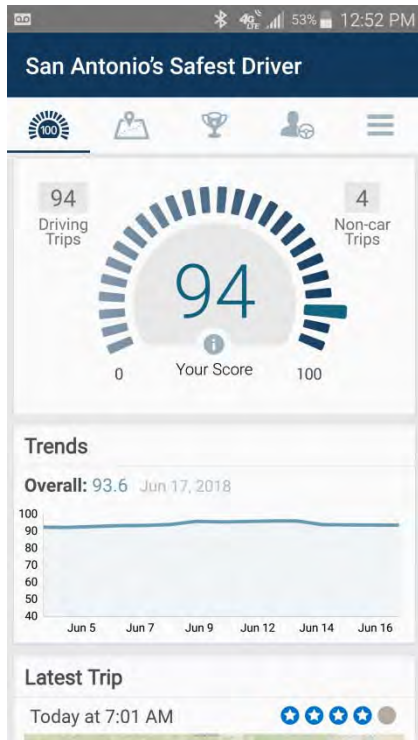 4G LTE 53% 12:52 PM
San Antonio's Safest Driver
100
94
Driving
Trips
4
Non-car
Trips
94
0 Your Score 100
Trends
Overall: 93.6 Jun 17, 2018
100
90
80
70
60
50
40
Jun 5 Jun 7 Jun 9 Jun 12 Jun 14 Jun 16
Latest Trip
Today at 7:01 AM